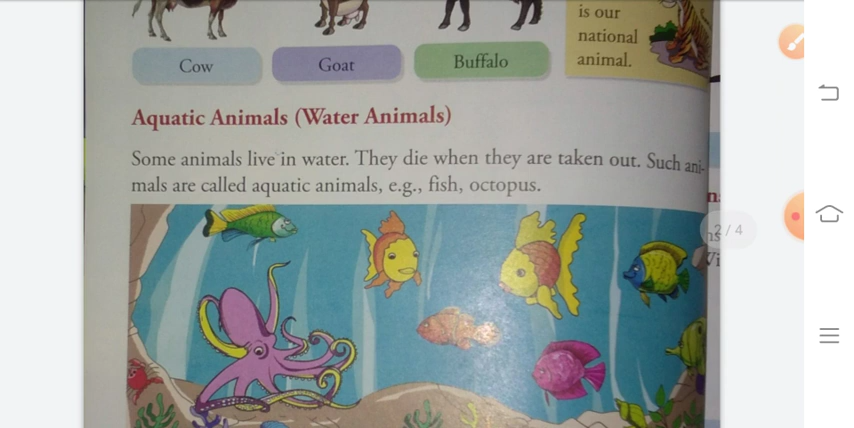 is our
national
animal.
Cow
Goat
Buffalo
Aquatic Animals (Water Animals)
Some animals live in water. They die when they are taken out. Such ani-
mals are called aquatic animals, e.g., fish, octopus.
2/4